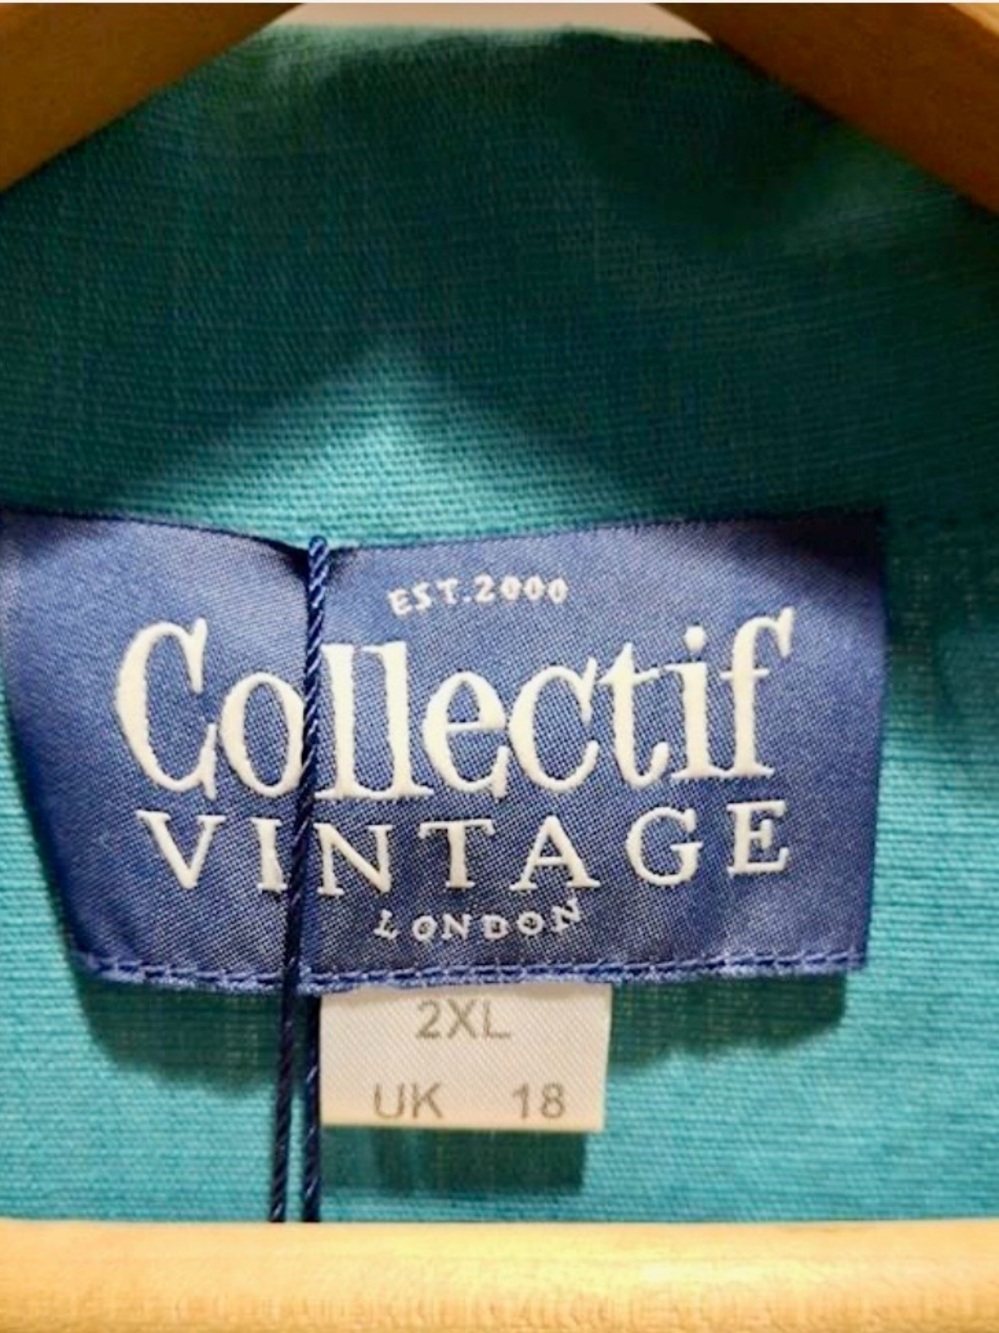 EST.2000
Collectif
VINTAGE
LONDON
2XL
UK 18